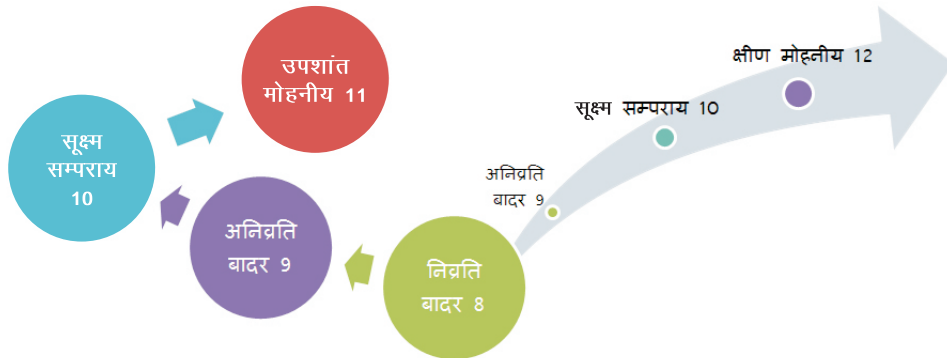 उपशांत
मोहनीय 11
सूक्ष्म
सम्पराय
10
अनिव्रति
बादर 9
निव्रति
बादर 8
अनिव्रति
बादर 9
सूक्ष्म सम्पराय 10
क्षीण मोहनीय 12